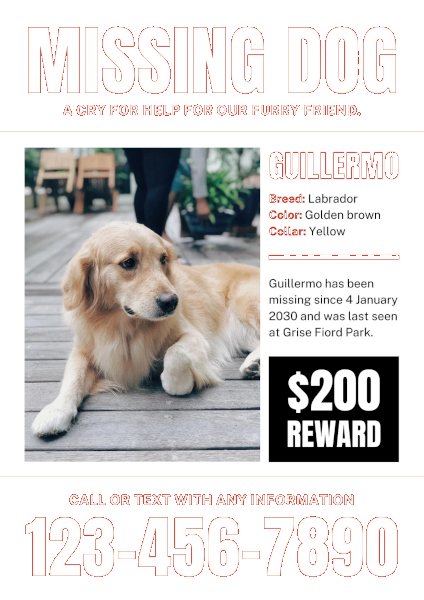 MISSING DOG
A CRY FOR HELP FOR OUR FURRY FRIEND.
GUILLERMO
Breed: Labrador
Color: Golden brown
Collar: Yellow
Guillermo has been
missing since 4 January
2030 and was last seen
at Grise Fiord Park.
$200
REWARD
CALL OR TEXT WITH ANY INFORMATION
123-456-7890